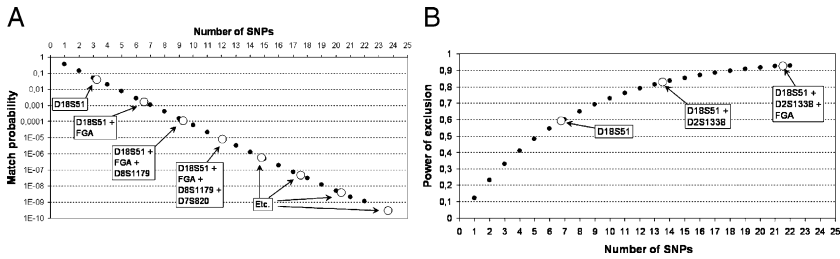 A
Number of SNPs
0 1 2 3 4 5 6 7 8 9 10 11 12 13 14 15 16 17 18 19 20 21 22 23 24 25
Match probability
1
0,1
0,01
0,001
0,0001
1E-05
1E-06
1E-07
1E-08
1E-09
1E-10
D18S51
D18S51 +
FGA
D18S51 +
FGA +
D8S1179
D18S51 +
FGA +
D8S1179 +
D7S820
Etc.
B
Power of exclusion
1
0,9
0,8
0,7
0,6
0,5
0,4
0,3
0,2
0,1
0
D18S51
D18S51 +
D2S1338
D18S51 +
D2S1338 +
FGA
0 1 2 3 4 5 6 7 8 9 10 11 12 13 14 15 16 17 18 19 20 21 22 23 24 25
Number of SNPs